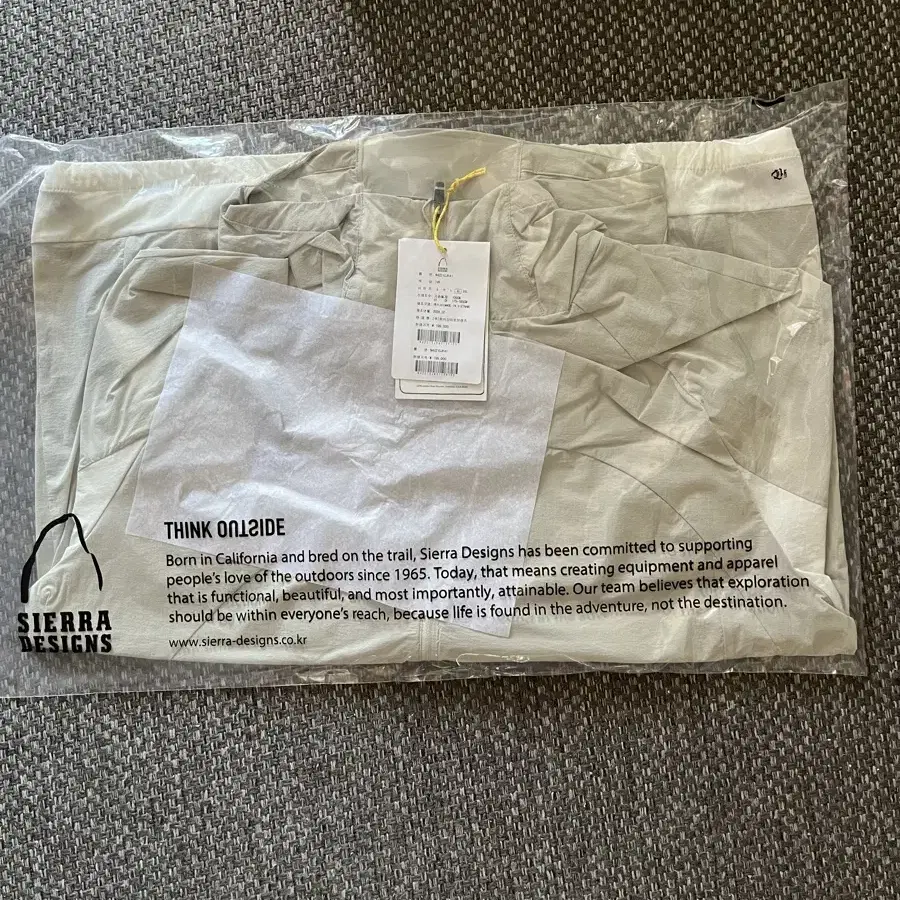 THINK OUTSIDE
Born in California and bred on the trail, Sierra Designs has been committed to supporting
people's love of the outdoors since 1965. Today, that means creating equipment and apparel
that is functional, beautiful, and most importantly, attainable. Our team believes that exploration
should be within everyone's reach, because life is found in the adventure, not the destination.
SIERRA
DESIGNS
www.sierra-designs.co.kr